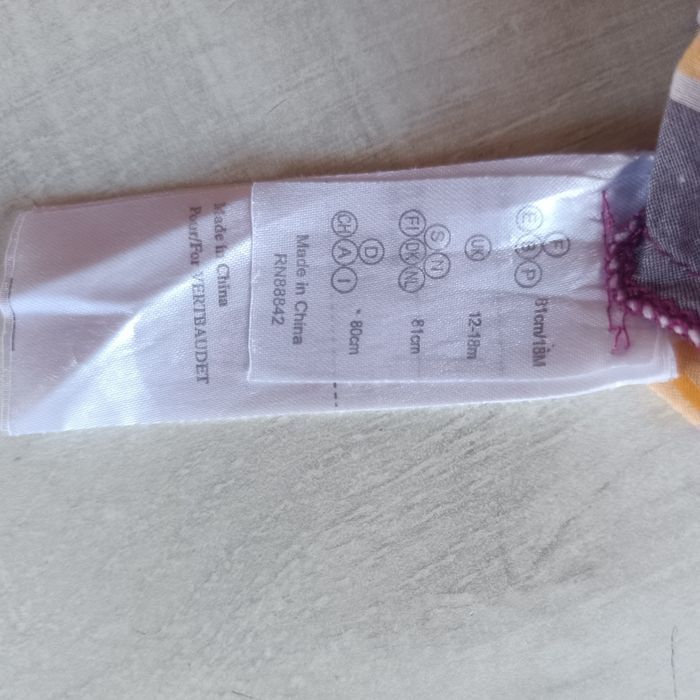 F
E B P 81cm/18M
UK 12-18m
S N
FI DK NL 81cm
D
CH A I * 80cm
Made in China
RN88842
Made in China
Pour/For VERTBAUDET